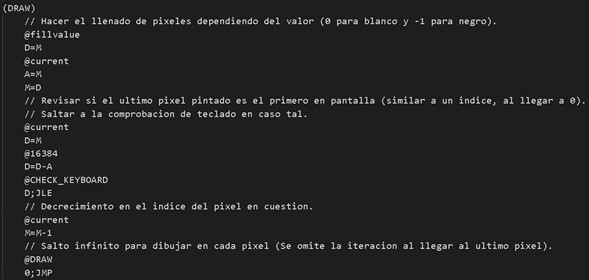 (DRAW)
// Hacer el llenado de pixeles dependiendo del valor (0 para blanco y -1 para negro).
@fillvalue
D=M
@current
A=M
M=D
// Revisar si el ultimo pixel pintado es el primero en pantalla (similar a un indice, al llegar a 0).
// Saltar a la comprobacion de teclado en caso tal.
@current
D=M
@16384
D=D-A
@CHECK_KEYBOARD
D;JLE
// Decrecimiento en el indice del pixel en cuestion.
@current
M=M-1
// Salto infinito para dibujar en cada pixel (Se omite la iteracion al llegar al ultimo pixel).
@DRAW
0;JMP